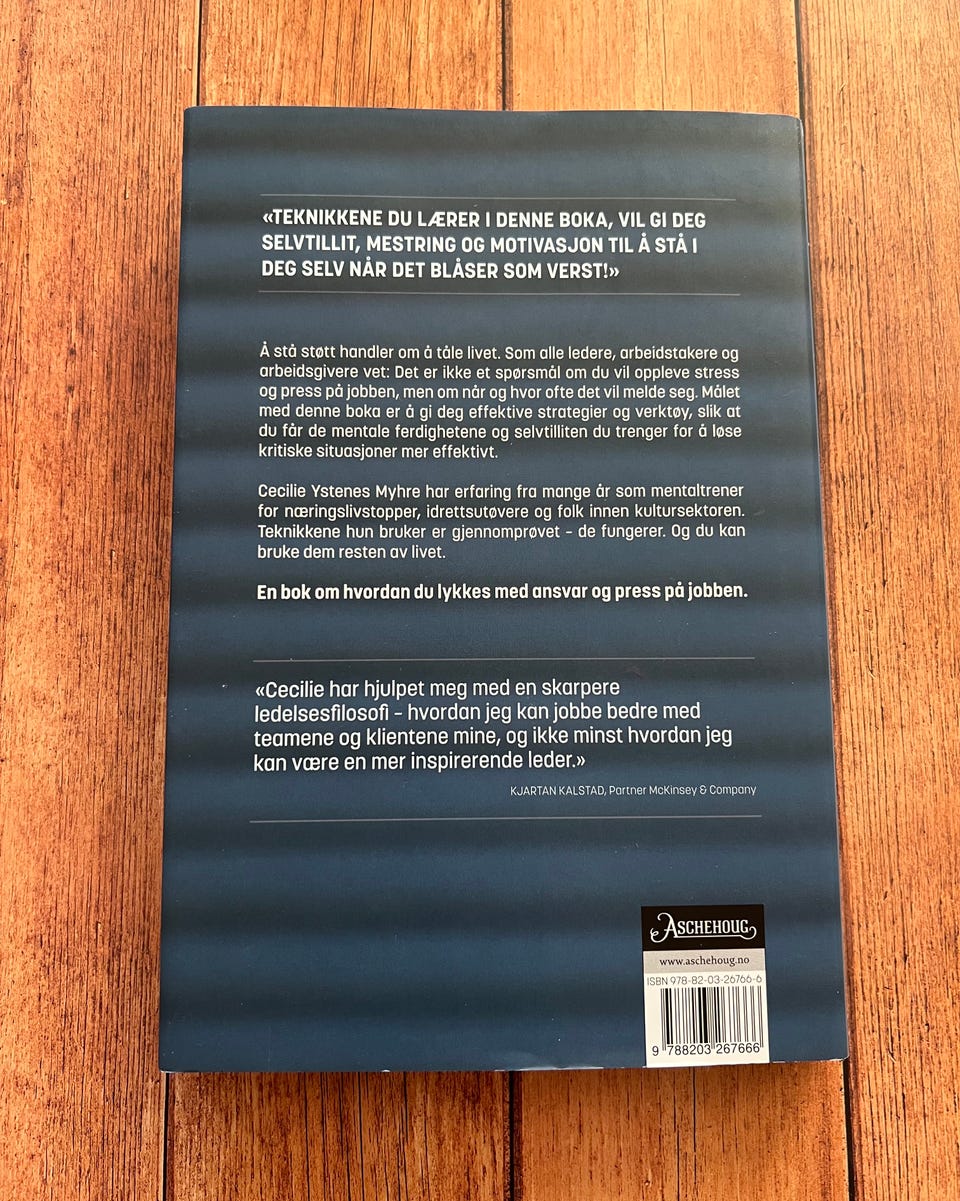 «TEKNIKKENE DU LÆRER I DENNE BOKA, VIL GI DEG
SELVTILLIT, MESTRING OG MOTIVASJON TIL Å STÅ I
DEG SELV NÅR DET BLÅSER SOM VERST!»
Å stå støtt handler om å tåle livet. Som alle ledere, arbeidstakere og
arbeidsgivere vet: Det er ikke et spørsmål om du vil oppleve stress
og press på jobben, men om når og hvor ofte det vil melde seg. Målet
med denne boka er å gi deg effektive strategier og verktøy, slik at
du får de mentale ferdighetene og selvtilliten du trenger for å løse
kritiske situasjoner mer effektivt.
Cecilie Ystenes Myhre har erfaring fra mange år som mentaltrener
for næringslivstopper, idrettsutøvere og folk innen kultursektoren.
Teknikkene hun bruker er gjennomprøvet – de fungerer. Og du kan
bruke dem resten av livet.
En bok om hvordan du lykkes med ansvar og press på jobben.
«Cecilie har hjulpet meg med en skarpere
ledelsesfilosofi – hvordan jeg kan jobbe bedre med
teamene og klientene mine, og ikke minst hvordan jeg
kan være en mer inspirerende leder.»
KJARTAN KALSTAD, Partner McKinsey & Company
ASCHEHOUG
www.aschehoug.no
ISBN 978-82-03-26766-6
9 788203 267666